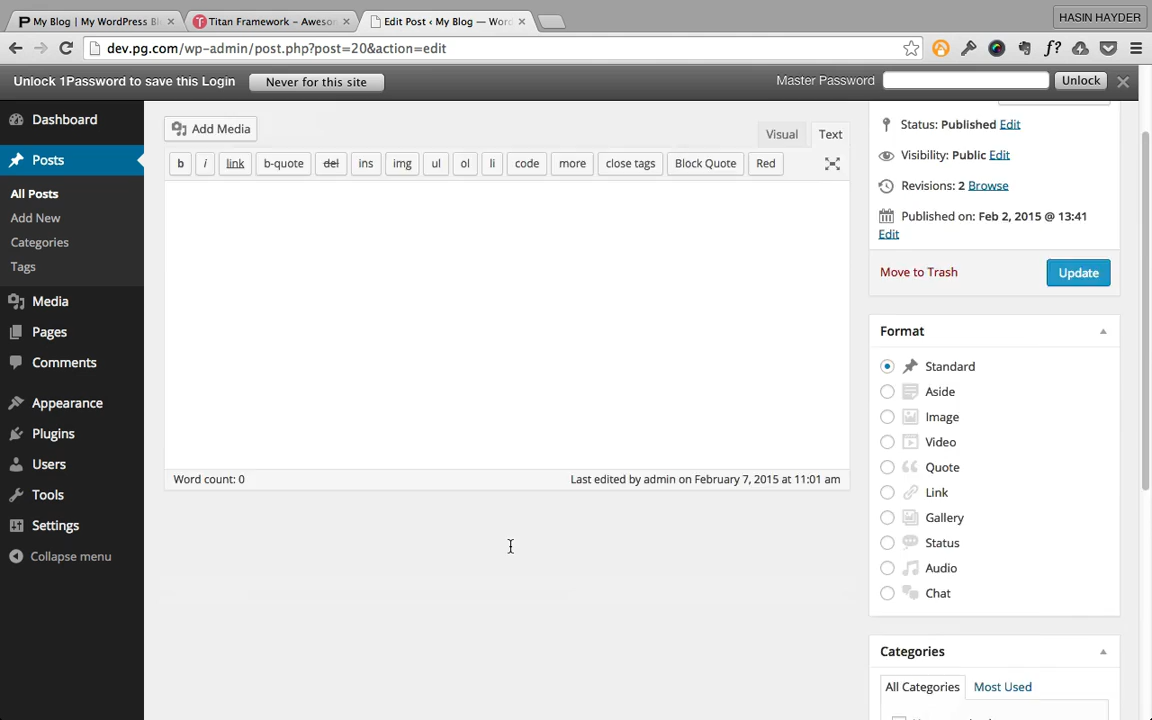 My Blog | My WordPress Bl
Titan Framework – Aweson
Edit Post ‹ My Blog — Word
HASIN HAYDER
dev.pg.com/wp-admin/post.php?post=20&action=edit
Unlock 1Password to save this Login
Never for this site
Master Password
Unlock
Dashboard
Posts
All Posts
Add New
Categories
Tags
Media
Pages
Comments
Appearance
Plugins
Users
Tools
Settings
Collapse menu
Add Media
Visual
Text
b
i
link
b-quote
del
ins
img
ul
ol
li
code
more
close tags
Block Quote
Red
Word count: 0
Last edited by admin on February 7, 2015 at 11:01 am
Status: Published Edit
Visibility: Public Edit
Revisions: 2 Browse
Published on: Feb 2, 2015 @ 13:41
Edit
Move to Trash
Update
Format
Standard
Aside
Image
Video
Quote
Link
Gallery
Status
Audio
Chat
Categories
All Categories
Most Used